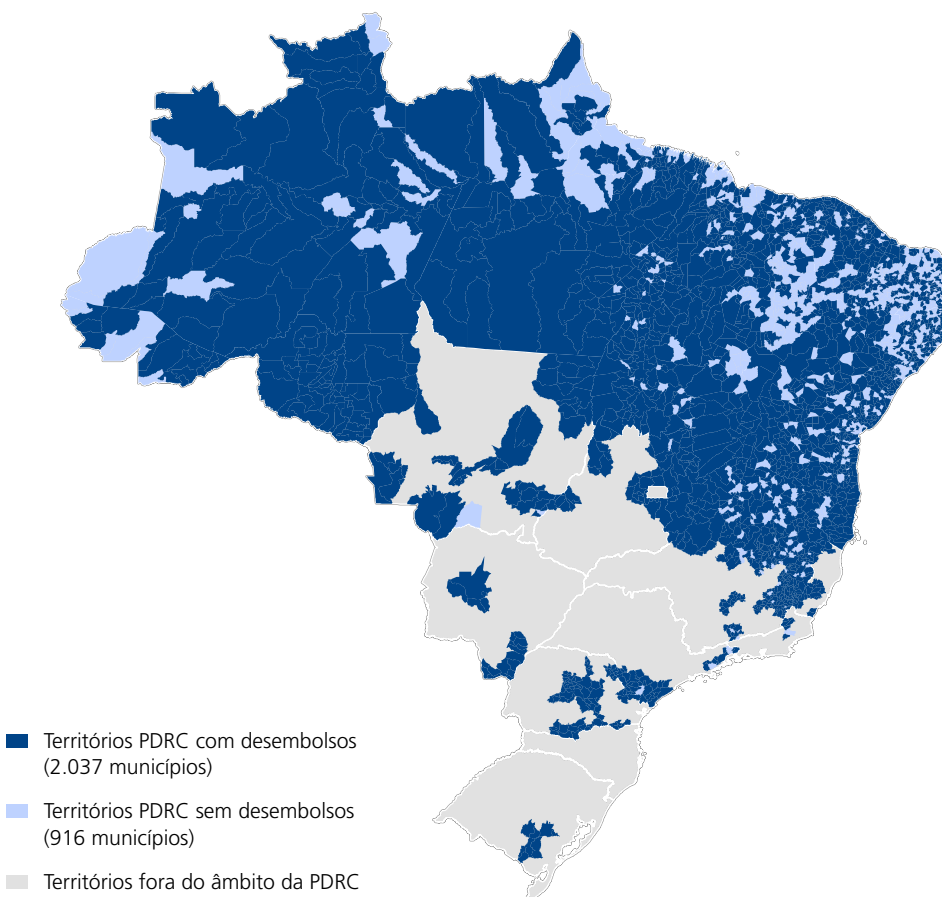 Territórios PDRC com desembolsos
(2.037 municípios)
Territórios PDRC sem desembolsos
(916 municípios)
Territórios fora do âmbito da PDRC